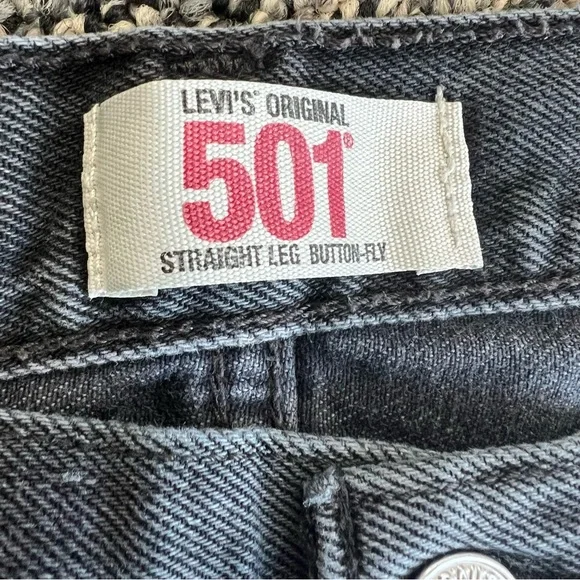 LEVI'S® ORIGINAL
501®
STRAIGHT LEG BUTTON-FLY